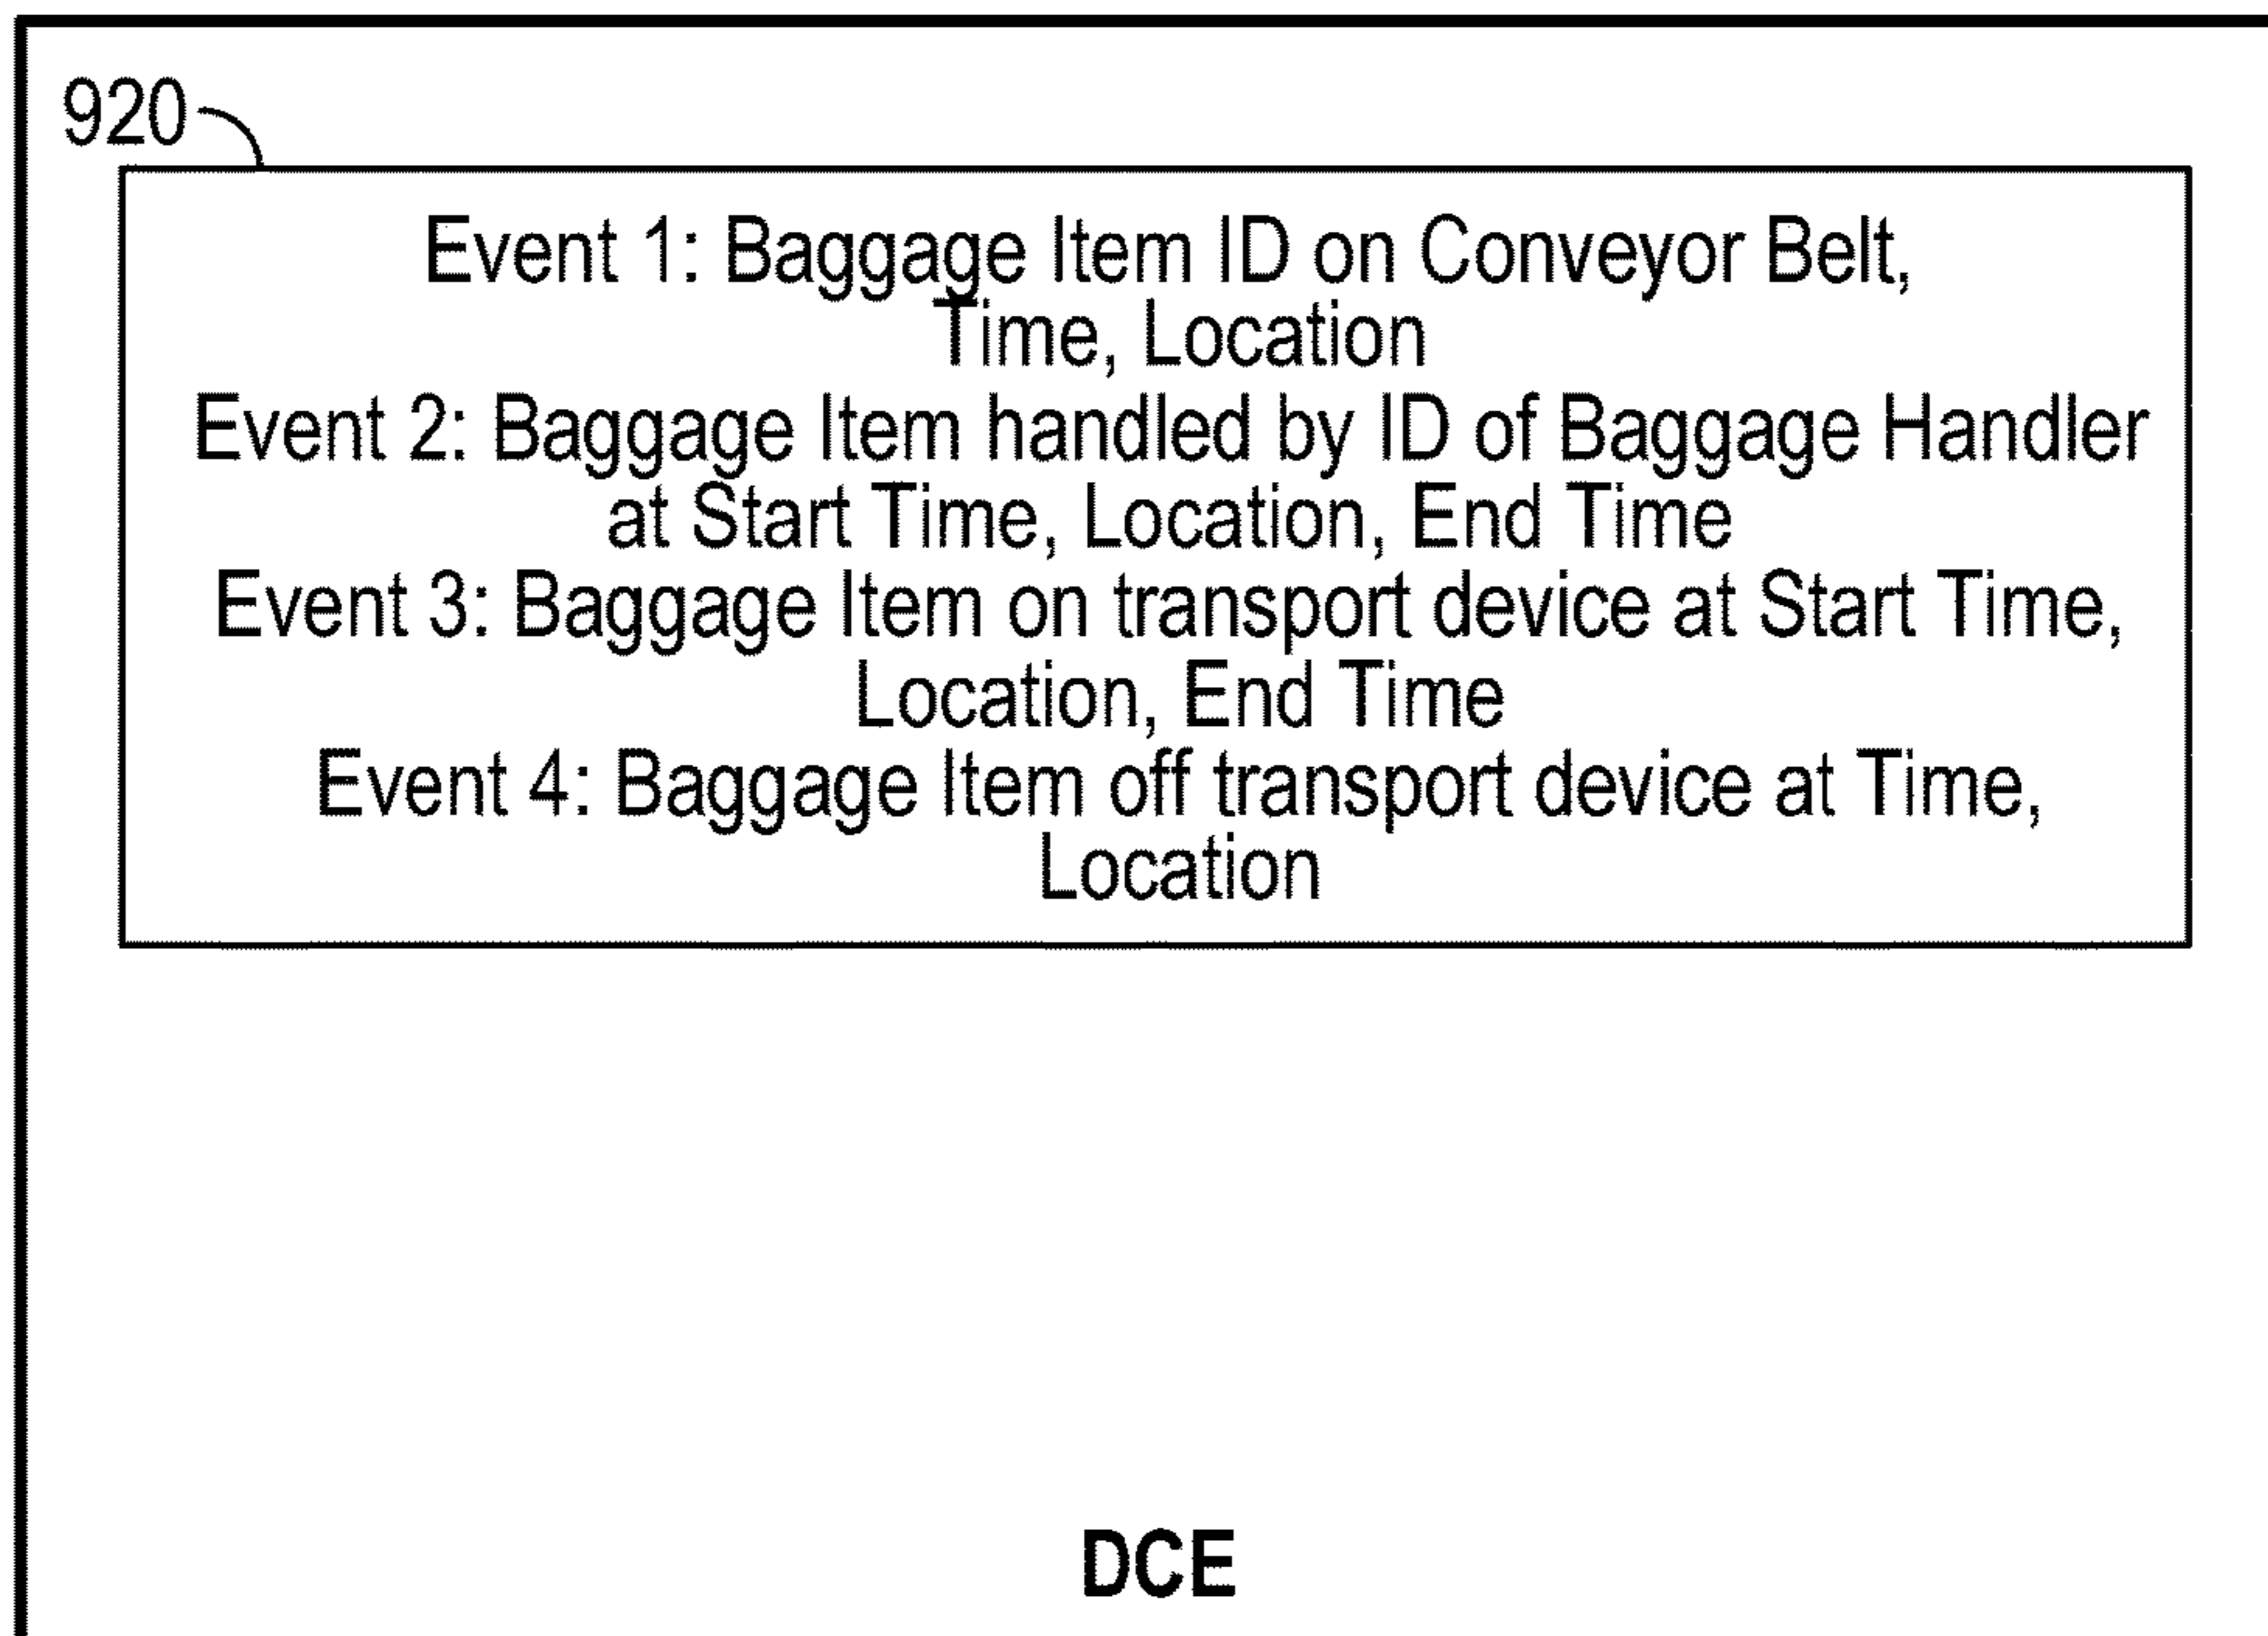 920
Event 1: Baggage Item ID on Conveyor Belt,
Time, Location
Event 2: Baggage Item handled by ID of Baggage Handler
at Start Time, Location, End Time
Event 3: Baggage Item on transport device at Start Time,
Location, End Time
Event 4: Baggage Item off transport device at Time,
Location
DCE